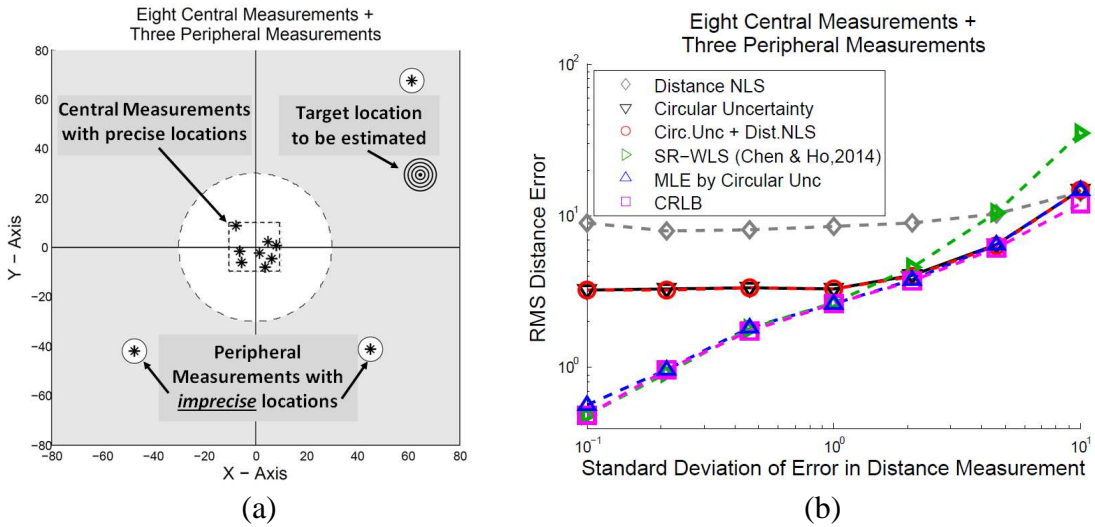 Eight Central Measurements +
Three Peripheral Measurements
80
60
40
20
0
−20
−40
−60
−80
−80
−60
−40
−20
0
20
40
60
80
Y − Axis
X − Axis
Central Measurements
with precise locations
Target location
to be estimated
Peripheral
Measurements with
imprecise locations
(a)
Eight Central Measurements +
Three Peripheral Measurements
10^2
10^1
10^0
10^−1
10^0
10^1
RMS Distance Error
Standard Deviation of Error in Distance Measurement
Distance NLS
Circular Uncertainty
Circ.Unc + Dist.NLS
SR−WLS (Chen & Ho,2014)
MLE by Circular Unc
CRLB
(b)